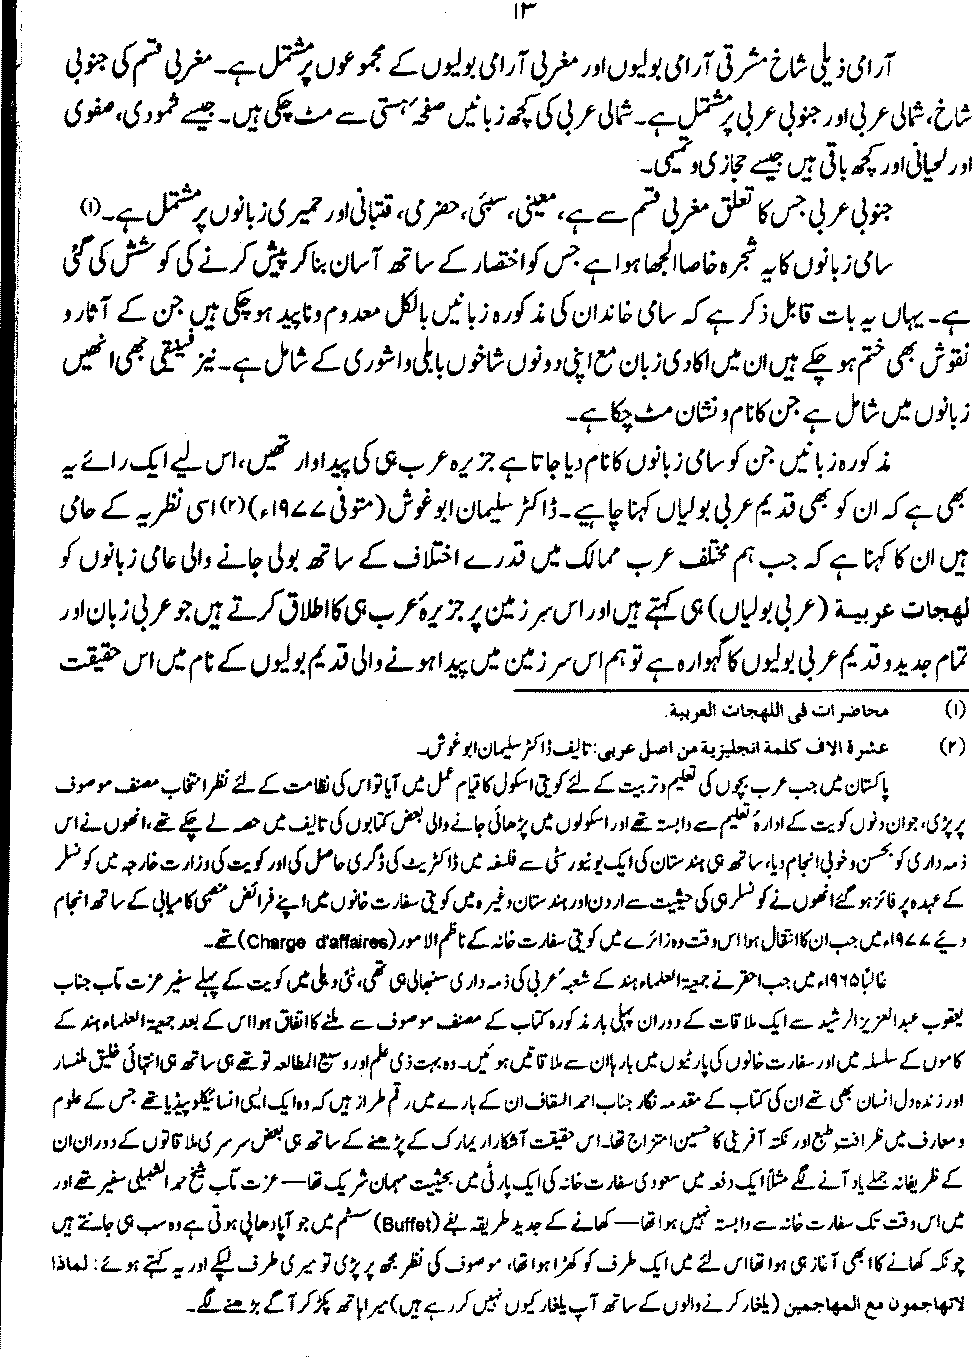 ۱۳
آرامی ذیلی شاخ مشرقی آرامی بولیوں اور مغربی آرامی بولیوں کے مجموعوں پر مشتمل ہے۔ مغربی قسم کی جنوبی
شاخ، شمالی عربی اور جنوبی عربی پر مشتمل ہے۔ شمالی عربی کی کچھ زبانیں صفحۂ ہستی سے مٹ چکی ہیں۔ جیسے ثمودی، صفوی
اور لحیانی اور کچھ باقی ہیں جیسے حجازی و تمیمی۔
جنوبی عربی جس کا تعلق مغربی قسم سے ہے، معینی، سبئی، حضرمی، قتبانی اور حمیری زبانوں پر مشتمل ہے۔(۱)
سامی زبانوں کا یہ شجرہ خاصا الجھا ہوا ہے جس کو اختصار کے ساتھ آسان بنا کر پیش کرنے کی کوشش کی گئی
ہے۔ یہاں یہ بات قابل ذکر ہے کہ سامی خاندان کی مذکورہ زبانیں بالکل معدوم و ناپید ہو چکی ہیں جن کے آثار و
نقوش بھی ختم ہو چکے ہیں ان میں اکادی زبان مع اپنی دونوں شاخوں بابلی و اشوری کے شامل ہے۔ نیز فینیقی بھی انھیں
زبانوں میں شامل ہے جن کا نام و نشان مٹ چکا ہے۔
مذکورہ زبانیں جن کو سامی زبانوں کا نام دیا جاتا ہے جزیرہ عرب ہی کی پیداوار تھیں، اس لیے ایک رائے یہ
بھی ہے کہ ان کو بھی قدیم عربی بولیاں کہنا چاہیے۔ ڈاکٹر سلیمان ابوغوش (متوفی ۱۹۷۷ء) (۲) اسی نظریہ کے حامی
ہیں ان کا کہنا ہے کہ جب ہم مختلف عرب ممالک میں قدرے اختلاف کے ساتھ بولی جانے والی عامی زبانوں کو
لهجات عربية (عربی بولیاں) ہی کہتے ہیں اور اس سرزمین پر جزیرۂ عرب ہی کا اطلاق کرتے ہیں جو عربی زبان اور
تمام جدید و قدیم عربی بولیوں کا گہوارہ ہے تو ہم اس سرزمین میں پیدا ہونے والی قدیم بولیوں کے نام میں اس حقیقت
(۱) محاضرات في اللهجات العربية.
(۲) عشرة الاف كلمة انجليزية من اصل عربی: تالیف ڈاکٹر سلیمان ابوغوش۔
پاکستان میں جب عرب بچوں کی تعلیم و تربیت کے لئے کویتی اسکول کا قیام عمل میں آیا تو اس کی نظامت کے لئے نظر انتخاب مصنف موصوف
پر پڑی، جو ان دنوں کویت کے ادارۂ تعلیم سے وابستہ تھے اور اسکولوں میں پڑھائی جانے والی بعض کتابوں کی تالیف میں حصہ لے چکے تھے، انھوں نے اس
ذمہ داری کو بحسن و خوبی انجام دیا، ساتھ ہی ہندستان کی ایک یونیورسٹی سے فلسفہ میں ڈاکٹریٹ کی ڈگری حاصل کی اور کویت کی وزارت خارجہ میں کونسلر
کے عہدہ پر فائز ہو گئے انھوں نے کونسلر ہی کی حیثیت سے اردن اور ہندستان وغیرہ میں کویتی سفارت خانوں میں اپنے فرائض منصبی کامیابی کے ساتھ انجام
دیے ۱۹۷۷ء میں جب ان کا انتقال ہوا اس وقت وہ زائرے میں کویتی سفارت خانہ کے ناظم الامور (Charge d'affaires) تھے۔
غالباً ۱۹۶۵ء میں جب احقر نے جمعیۃ العلماء ہند کے شعبۂ عربی کی ذمہ داری سنبھالی ہی تھی، نئی دہلی میں کویت کے پہلے سفیر عزت مآب جناب
یعقوب عبدالعزیز الرشید سے ایک ملاقات کے دوران پہلی بار مذکورہ کتاب کے مصنف موصوف سے ملنے کا اتفاق ہوا اس کے بعد جمعیۃ العلماء ہند کے
کاموں کے سلسلہ میں اور سفارت خانوں کی پارٹیوں میں بارہا ان سے ملاقاتیں ہوئیں۔ وہ بہت ذی علم اور وسیع المطالعہ تو تھے ہی ساتھ ہی انتہائی خلیق ملنسار
اور زندہ دل انسان بھی تھے ان کی کتاب کے مقدمہ نگار جناب احمد السقاف ان کے بارے میں رقم طراز ہیں کہ وہ ایک ایسی انسائیکلوپیڈیا تھے جس کے علوم
و معارف میں ظرافت طبع اور نکتہ آفرینی کا حسین امتزاج تھا۔ اس حقیقت آشکارا ریمارک کے پڑھنے کے ساتھ ہی بعض سرسری ملاقاتوں کے دوران ان
کے ظریفانہ جملے یاد آنے لگے مثلاً ایک دفعہ میں سعودی سفارت خانہ کی ایک پارٹی میں بحیثیت مہمان شریک تھا — عزت مآب شیخ محمد الشبیلی سفیر تھے اور
میں اس وقت تک سفارت خانہ سے وابستہ نہیں ہوا تھا — کھانے کے جدید طریقہ بفے (Buffet) سسٹم میں جو آپادھاپی ہوتی ہے وہ سب ہی جانتے ہیں
چونکہ کھانے کا ابھی آغاز ہی ہوا تھا اس لئے میں ایک طرف کو کھڑا ہوا تھا، موصوف کی نظر مجھ پر پڑی تو میری طرف لپکے اور یہ کہتے ہوئے: لماذا
لاتهاجمون مع المهاجمين (یلغار کرنے والوں کے ساتھ آپ یلغار کیوں نہیں کر رہے ہیں) میرا ہاتھ پکڑ کر آگے بڑھنے لگے۔